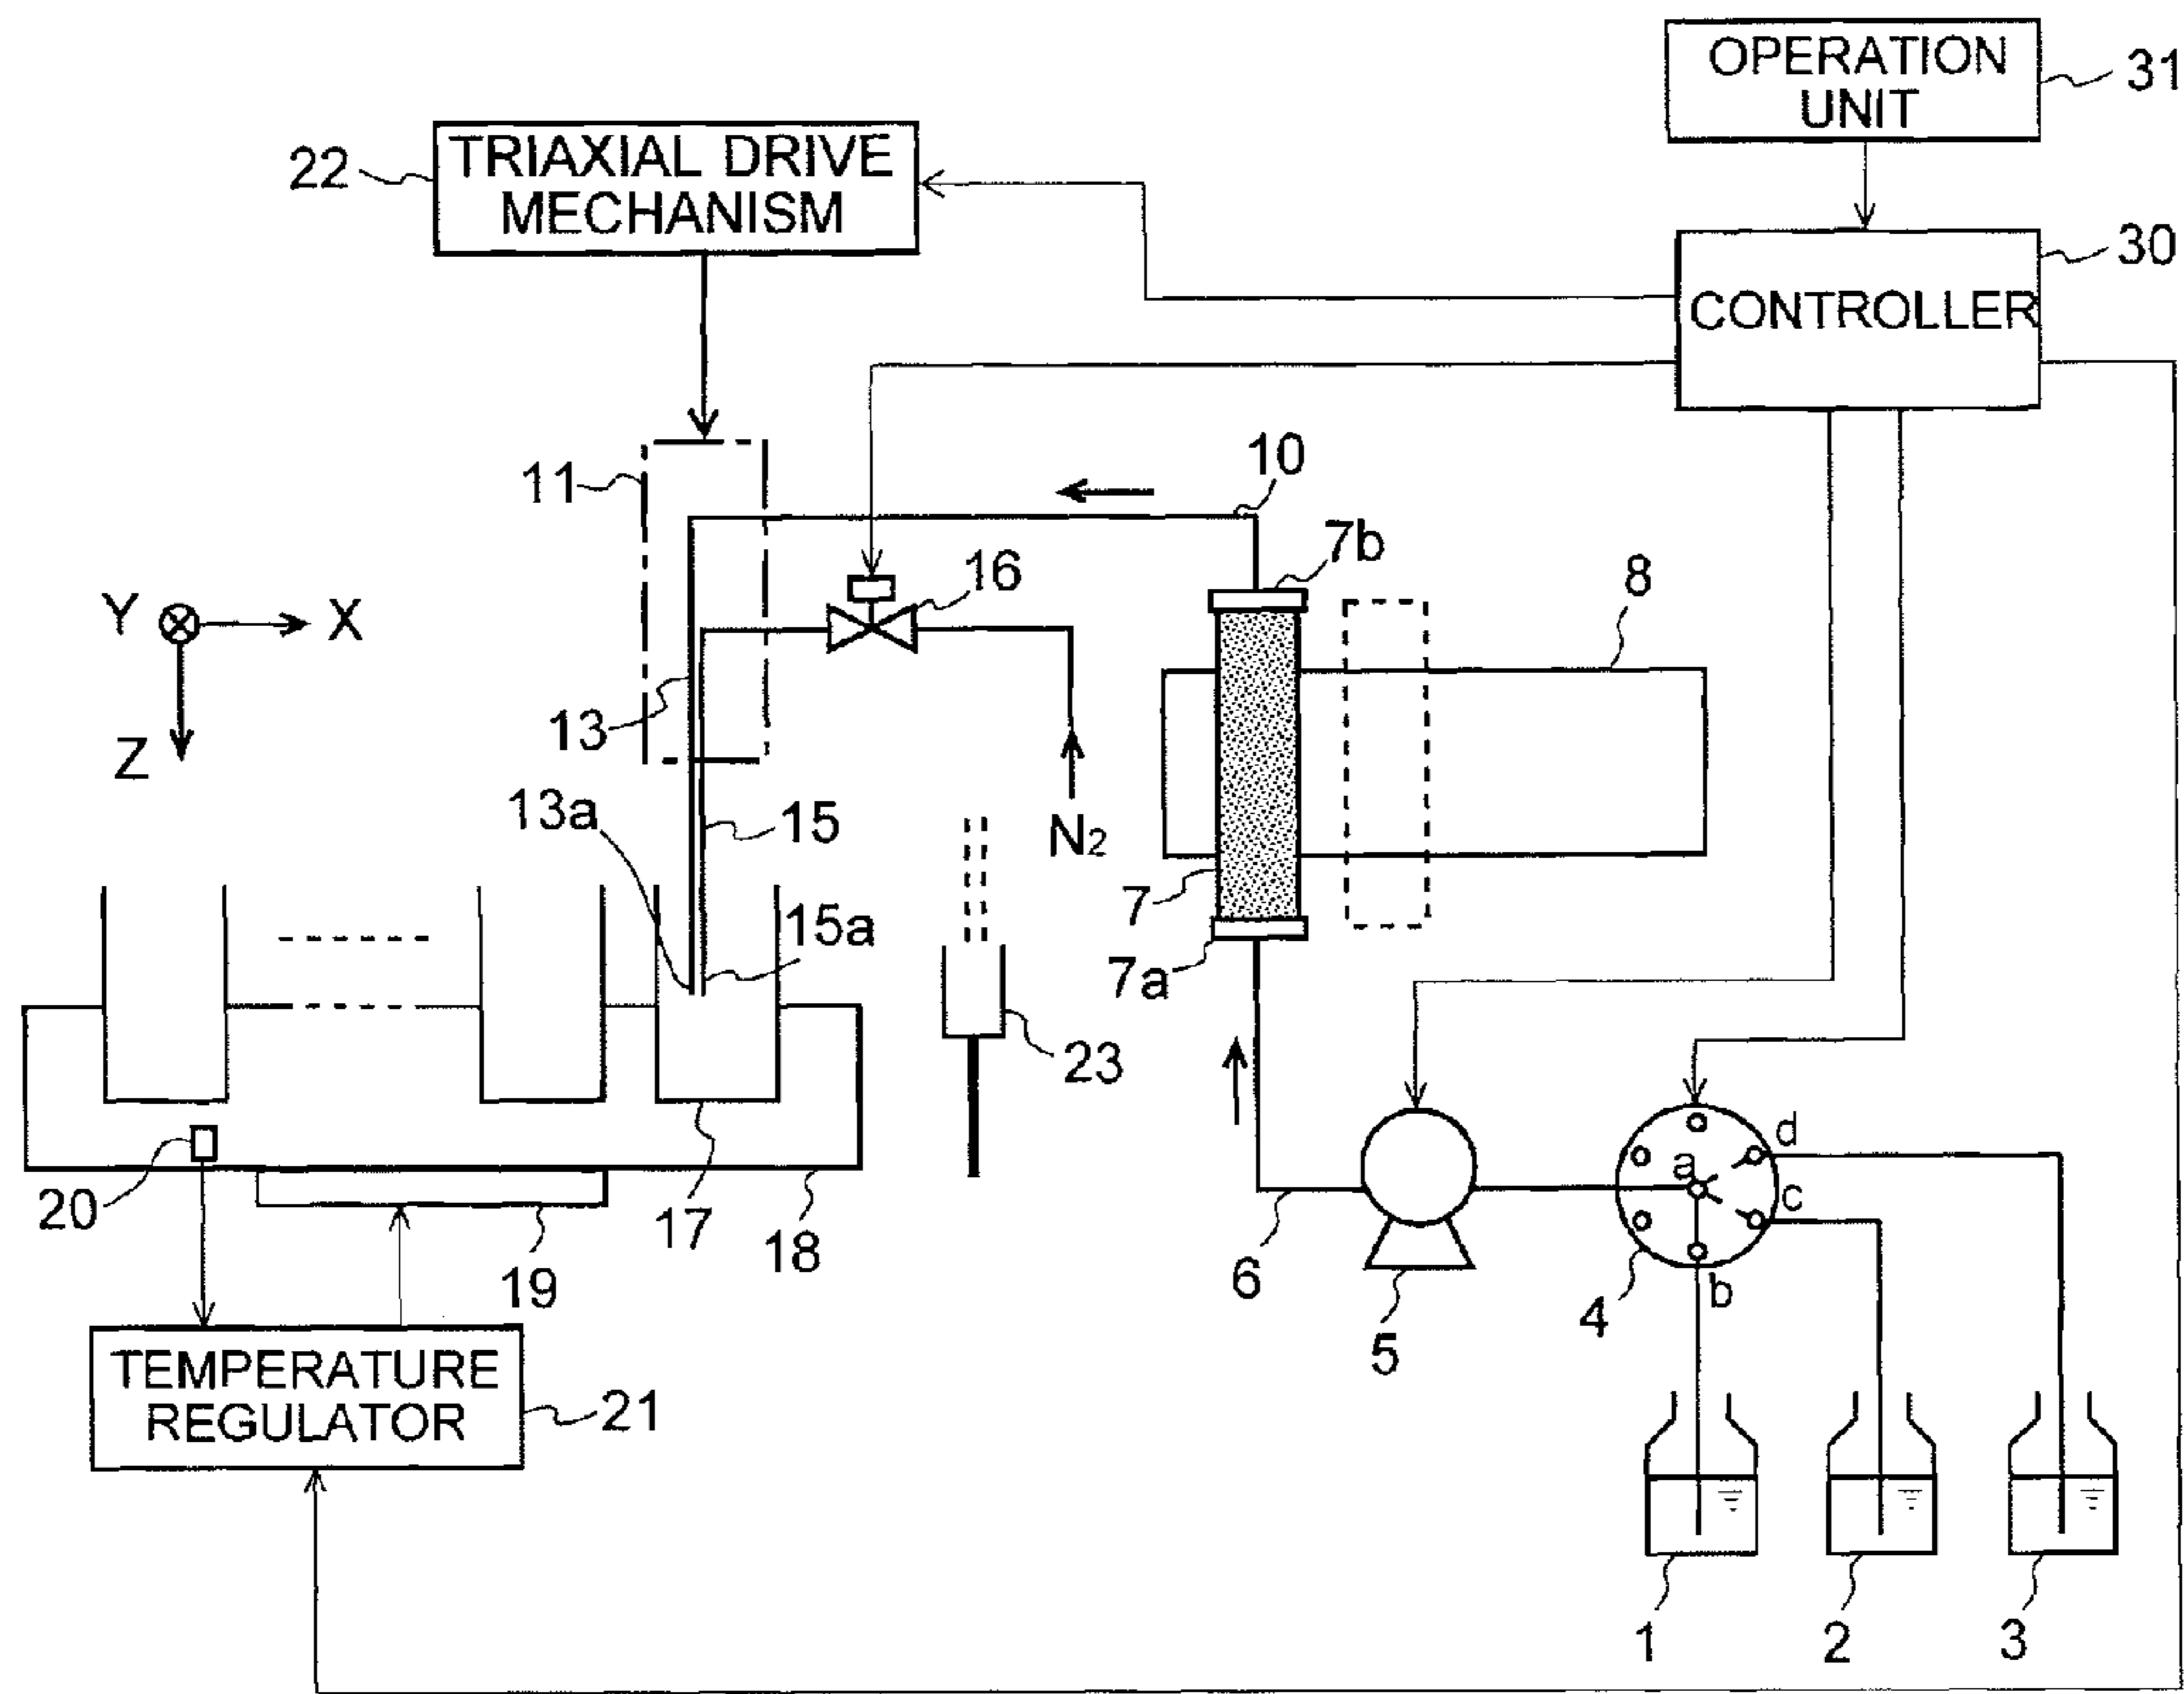 OPERATION
UNIT
31
TRIAXIAL DRIVE
MECHANISM
22
30
CONTROLLER
11
10
7b
16
8
Y
X
13
Z
13a
15
N2
7
15a
7a
23
d
a
c
20
17
18
6
4
b
19
5
TEMPERATURE
REGULATOR
21
1
2
3